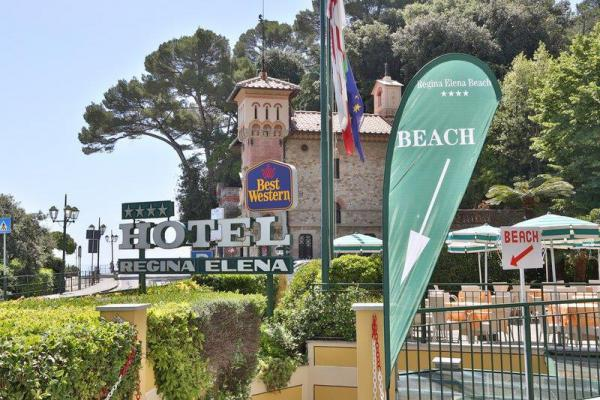 Regina Elena Beach
BEACH
Best
Western
HOTEL
REGINA ELENA
BEACH